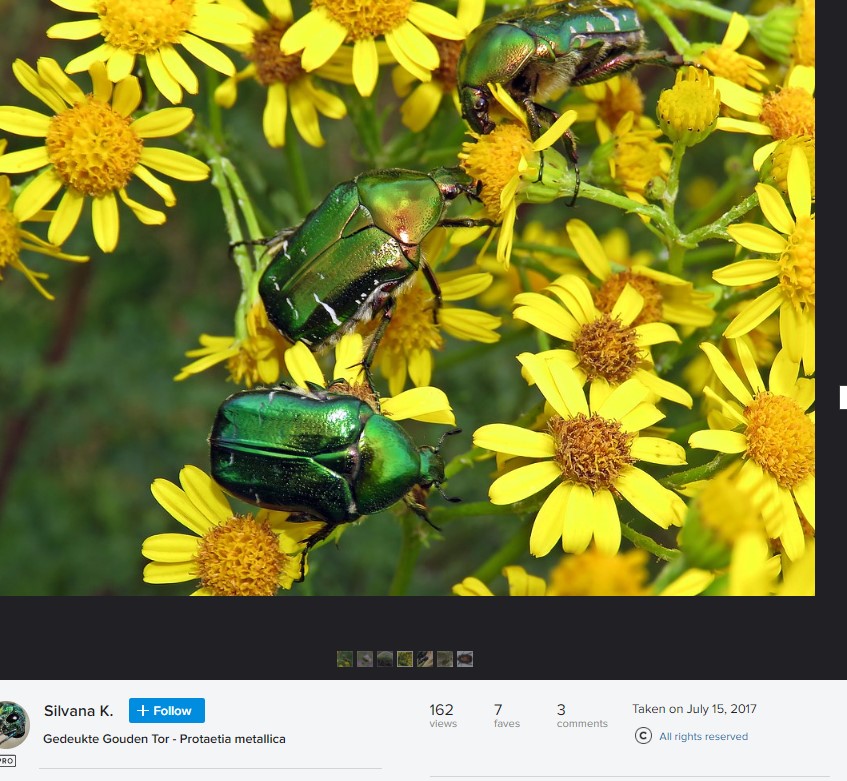 Silvana K.
+ Follow
Gedeukte Gouden Tor - Protaetia metallica
PRO
162
views
7
faves
3
comments
Taken on July 15, 2017
© All rights reserved